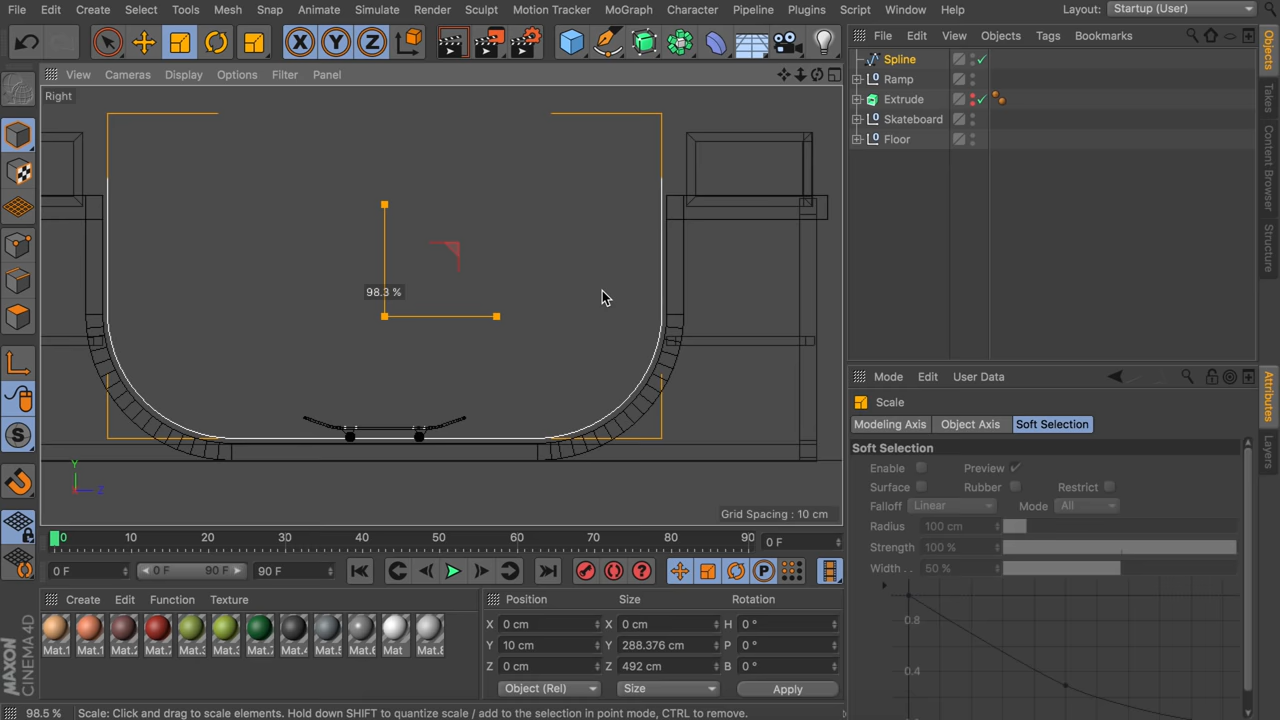 File Edit Create Select Tools Mesh Snap Animate Simulate Render Sculpt Motion Tracker MoGraph Character Pipeline Plugins Script Window Help Layout: Startup (User)
X Y Z
File Edit View Objects Tags Bookmarks
Spline
Ramp
Extrude
Skateboard
Floor
Objects
Takes
Content Browser
Structure
View Cameras Display Options Filter Panel
Right
98.3 %
Y
Z
Grid Spacing : 10 cm
Mode Edit User Data
Scale
Modeling Axis Object Axis Soft Selection
Soft Selection
Enable Preview
Surface Rubber Restrict
Falloff Linear Mode All
Radius 100 cm
Strength 100 %
Width . . 50 %
0.8
0.4
Attributes
Layers
S
0 10 20 30 40 50 60 70 80 90 0 F
0 F 0 F 90 F 90 F
P
Create Edit Function Texture
Mat.1 Mat.1 Mat.2 Mat.7 Mat.3 Mat.3 Mat.7 Mat.4 Mat.5 Mat.6 Mat Mat.8
Position Size Rotation
X 0 cm X 0 cm H 0 °
Y 10 cm Y 288.376 cm P 0 °
Z 0 cm Z 492 cm B 0 °
Object (Rel) Size Apply
MAXON
CINEMA 4D
98.5 % Scale: Click and drag to scale elements. Hold down SHIFT to quantize scale / add to the selection in point mode, CTRL to remove.